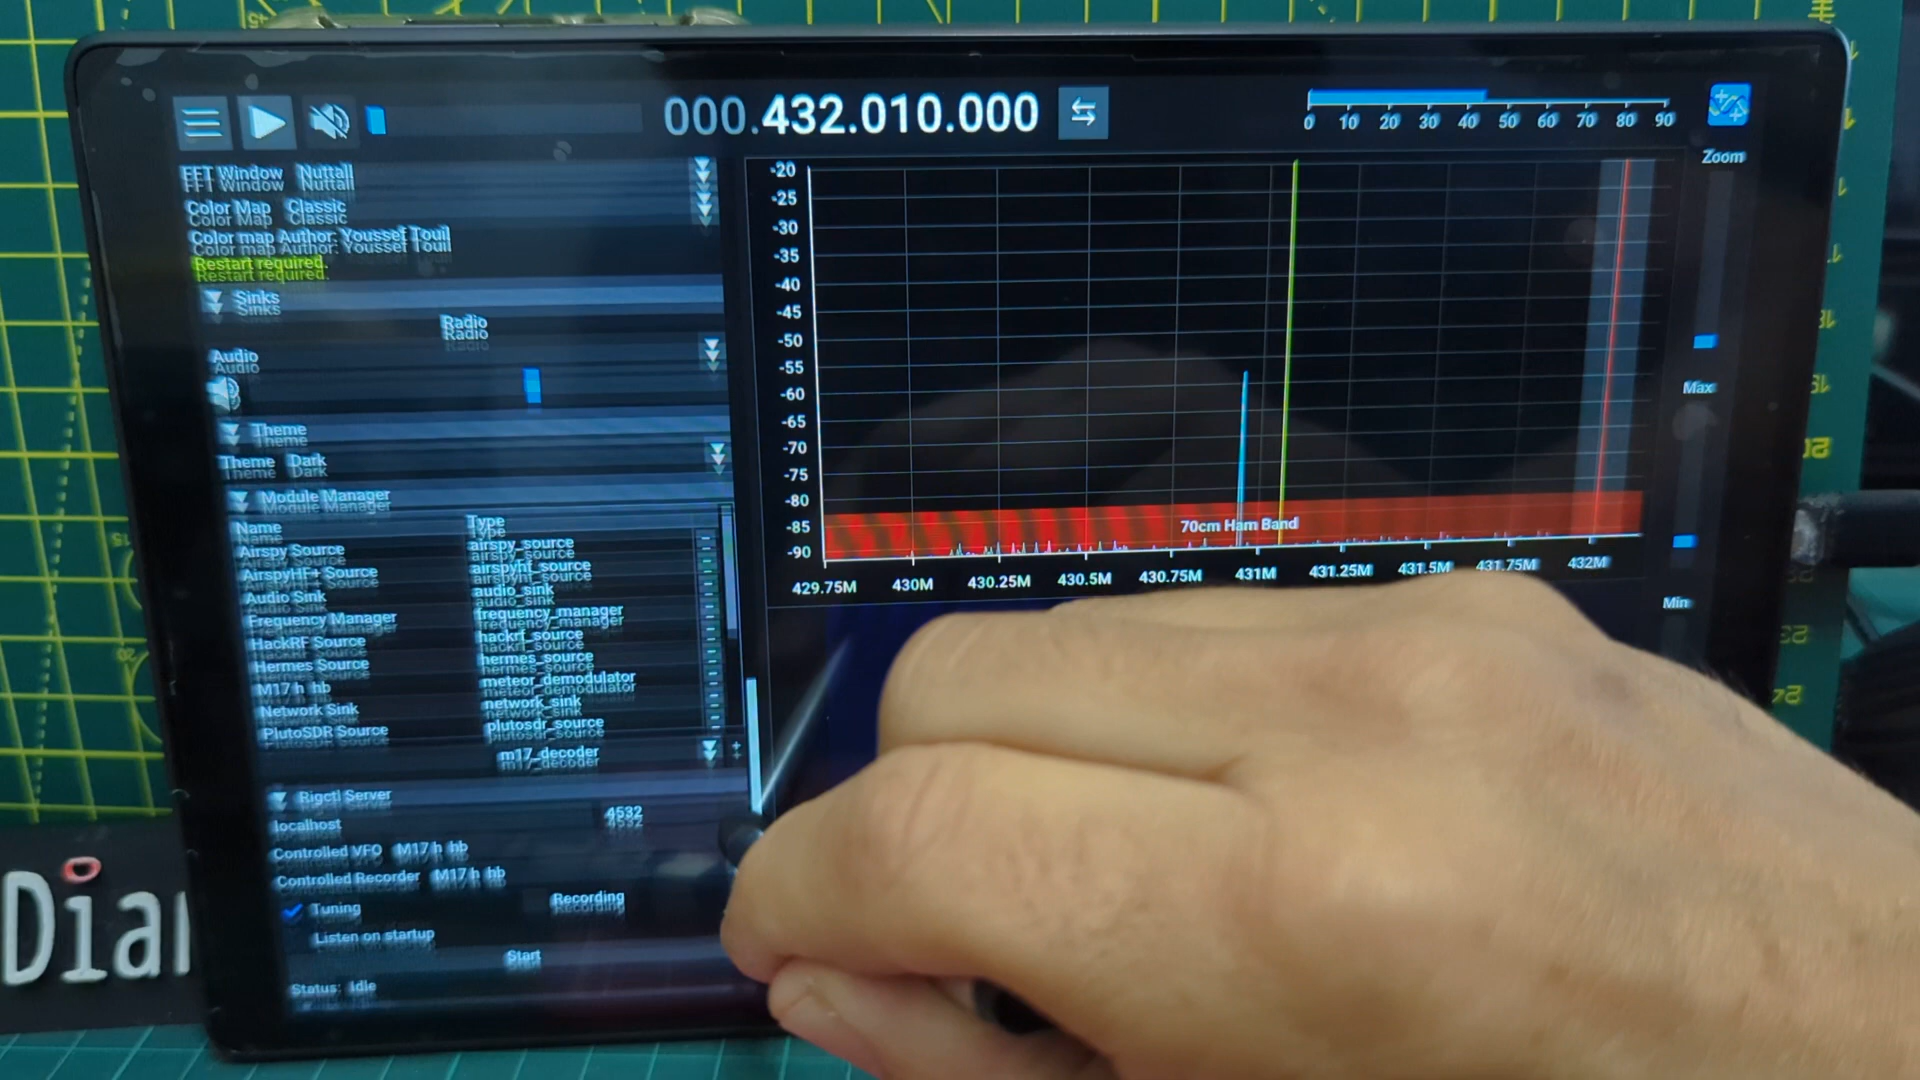 000.432.010.000
0 10 20 30 40 50 60 70 80 90
Zoom
FFT Window Nuttall
Color Map Classic
Color map Author: Youssef Touil
Restart required.
Sinks
Radio
Audio
Theme
Theme Dark
Module Manager
Name Type
Airspy Source airspy_source
AirspyHF+ Source airspyhf_source
Audio Sink audio_sink
Frequency Manager frequency_manager
HackRF Source hackrf_source
Hermes Source hermes_source
M17 h hb meteor_demodulator
Network Sink network_sink
PlutoSDR Source plutosdr_source
m17_decoder
+
Rigctl Server
localhost 4532
Controlled VFO M17 h hb
Controlled Recorder M17 h hb
Tuning Recording
Listen on startup
Start
Status: Idle
-20
-25
-30
-35
-40
-45
-50
-55
-60
-65
-70
-75
-80
-85
-90
70cm Ham Band
429.75M 430M 430.25M 430.5M 430.75M 431M 431.25M 431.5M 431.75M 432M
Max
Min
Dia